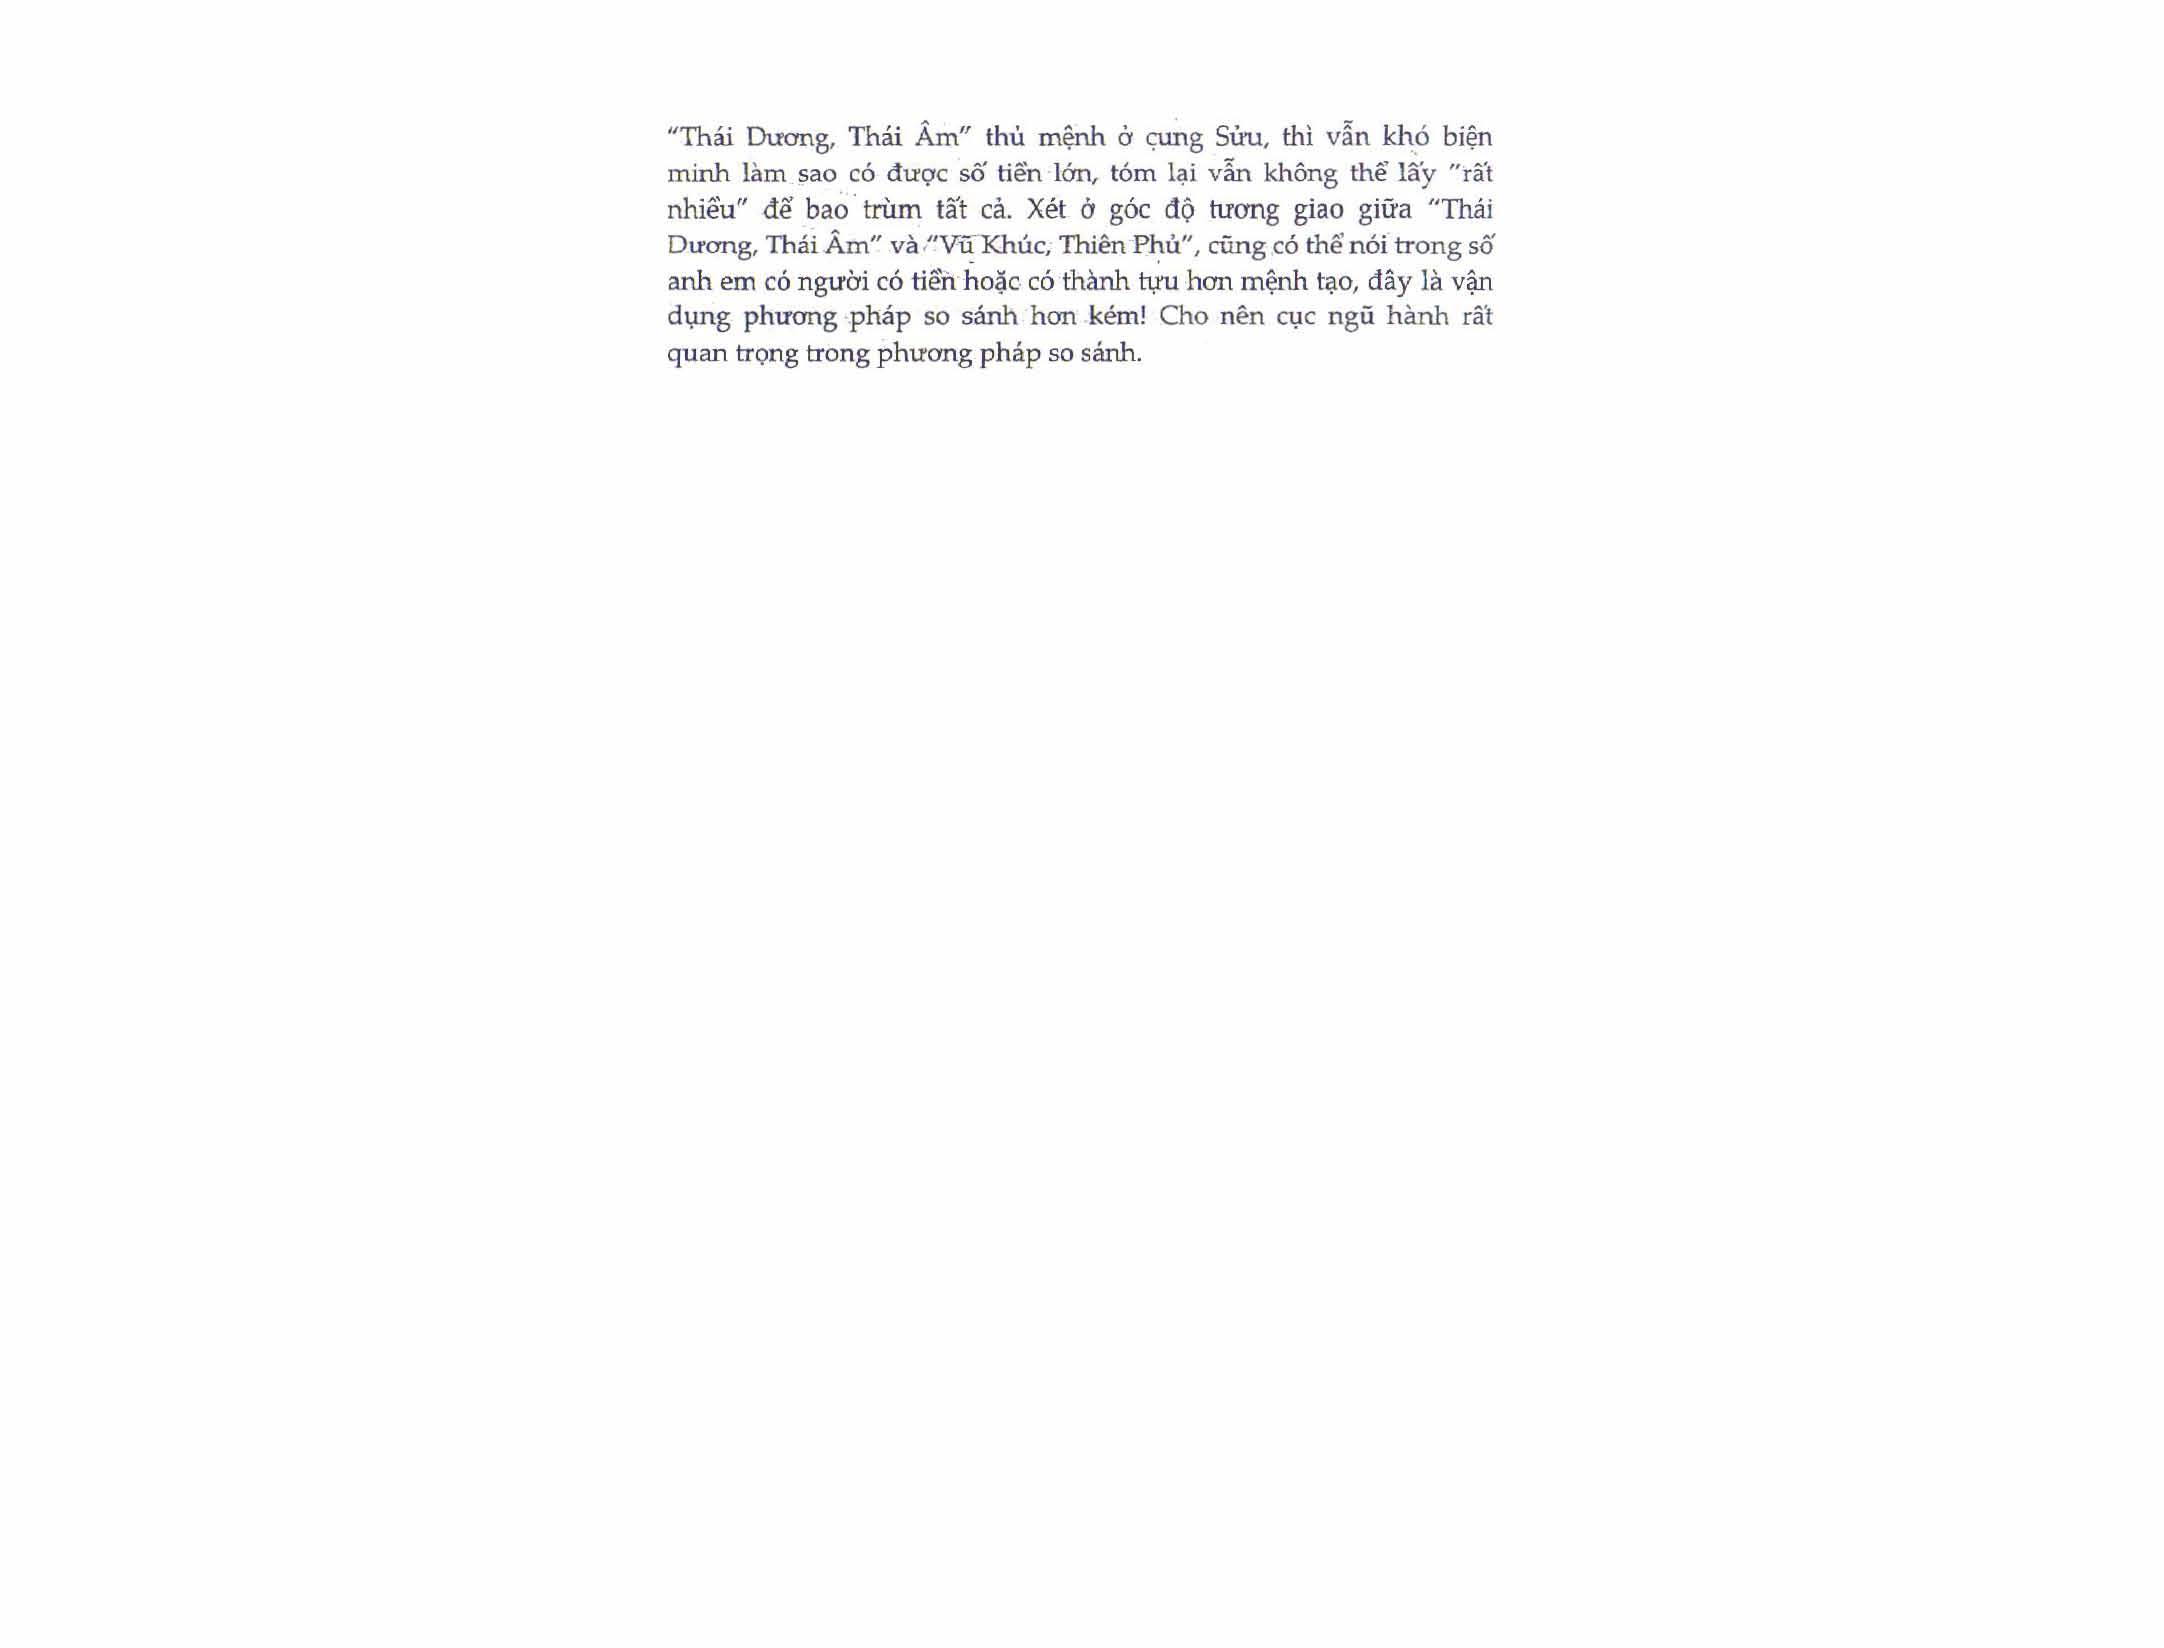 "Thái Dương, Thái Âm" thủ mệnh ở cung Sửu, thì vẫn khó biện
minh làm sao có được số tiền lớn, tóm lại vẫn không thể lấy "rất
nhiều" để bao trùm tất cả. Xét ở góc độ tương giao giữa "Thái
Dương, Thái Âm" và "Vũ Khúc, Thiên Phủ", cũng có thể nói trong số
anh em có người có tiền hoặc có thành tựu hơn mệnh tạo, đây là vận
dụng phương pháp so sánh hơn kém! Cho nên cục ngũ hành rất
quan trọng trong phương pháp so sánh.